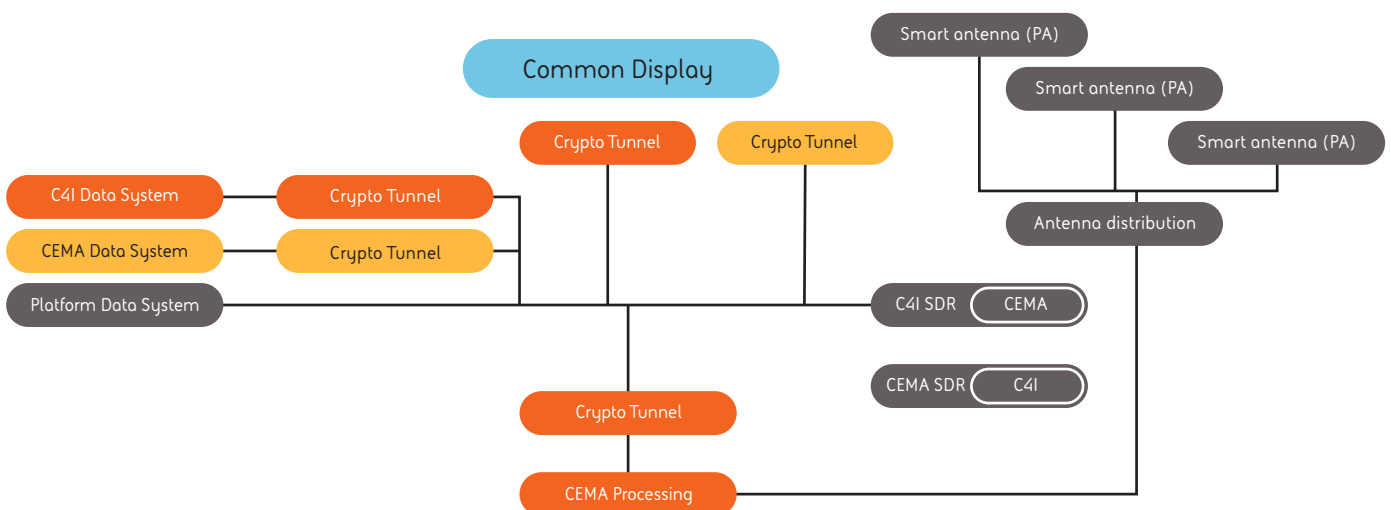 Smart antenna (PA)
Common Display
Smart antenna (PA)
Crypto Tunnel
Crypto Tunnel
Smart antenna (PA)
C4I Data System
Crypto Tunnel
Antenna distribution
CEMA Data System
Crypto Tunnel
Platform Data System
C4I SDR
CEMA
CEMA SDR
C4I
Crypto Tunnel
CEMA Processing